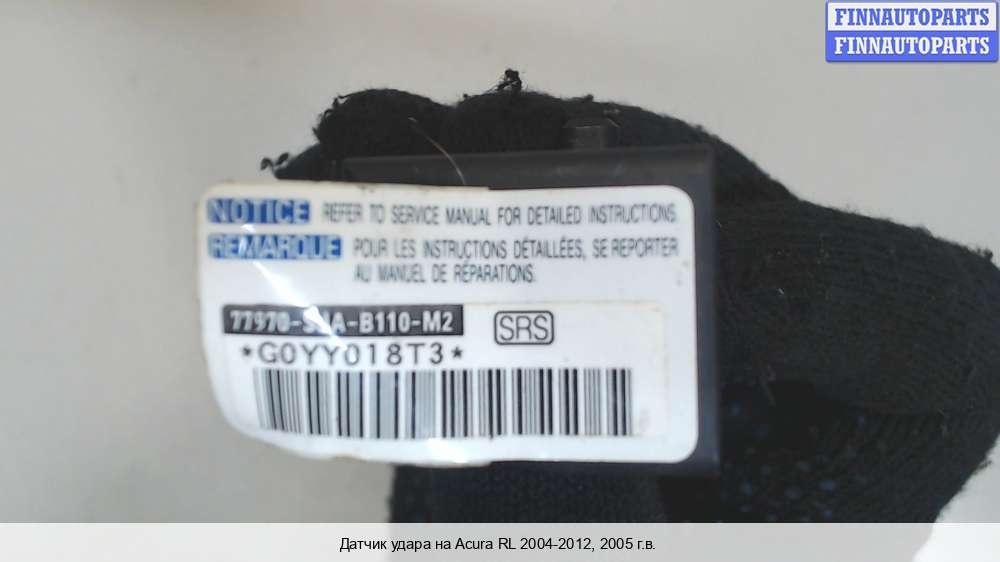 FINNAUTOPARTS
FINNAUTOPARTS
NOTICE REFER TO SERVICE MANUAL FOR DETAILED INSTRUCTIONS
REMARQUE POUR LES INSTRUCTIONS DÉTAILLÉES, SE REPORTER
AU MANUEL DE RÉPARATIONS.
SRS
*G0YY018T3*
Датчик удара на Acura RL 2004-2012, 2005 г.в.